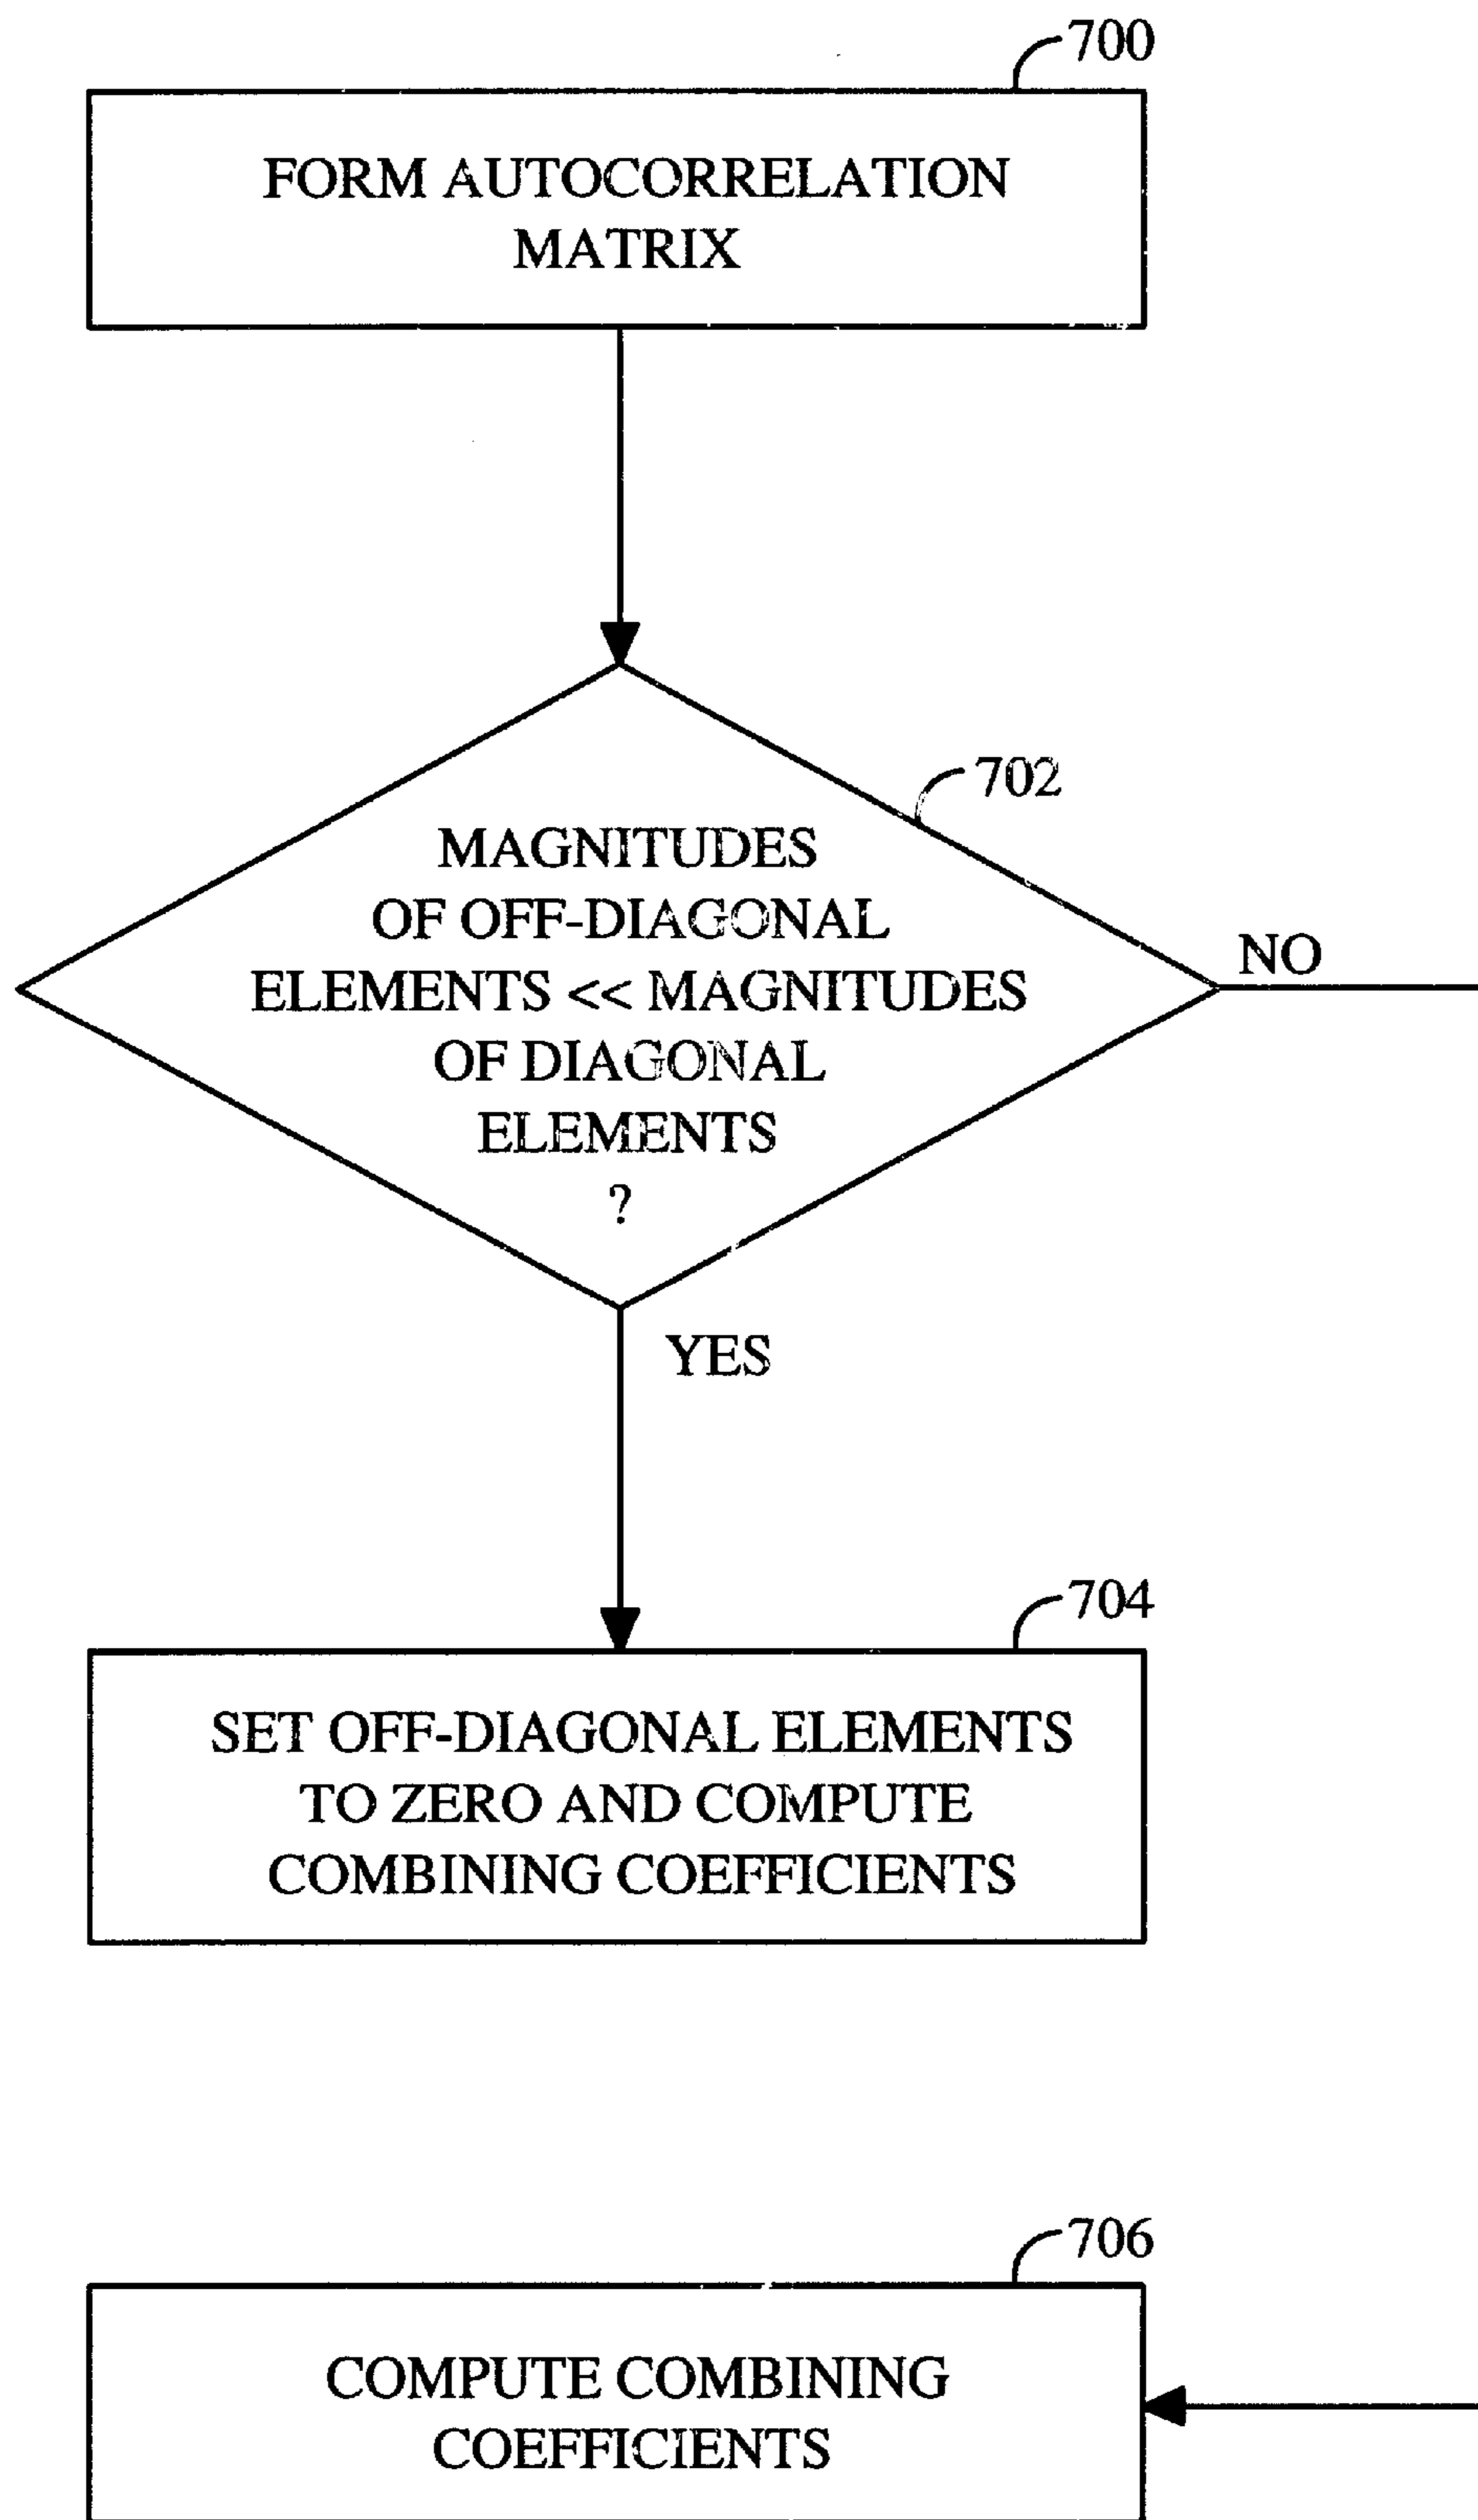 700
FORM AUTOCORRELATION
MATRIX
702
MAGNITUDES
OF OFF-DIAGONAL
ELEMENTS << MAGNITUDES
OF DIAGONAL
ELEMENTS
?
NO
YES
704
SET OFF-DIAGONAL ELEMENTS
TO ZERO AND COMPUTE
COMBINING COEFFICIENTS
706
COMPUTE COMBINING
COEFFICIENTS